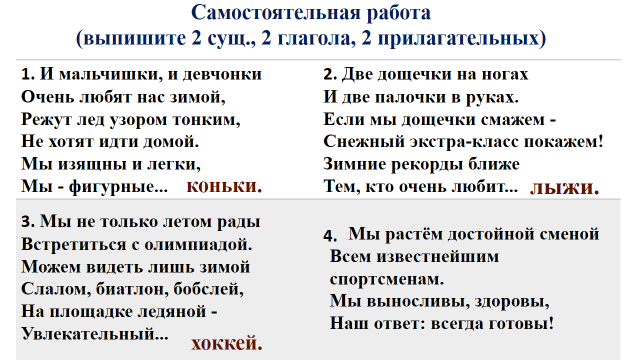 Самостоятельная работа
(выпишите 2 сущ., 2 глагола, 2 прилагательных)
1. И мальчишки, и девчонки
Очень любят нас зимой,
Режут лед узором тонким,
Не хотят идти домой.
Мы изящны и легки,
Мы - фигурные... коньки.
2. Две дощечки на ногах
И две палочки в руках.
Если мы дощечки смажем -
Снежный экстра-класс покажем!
Зимние рекорды ближе
Тем, кто очень любит... лыжи.
3. Мы не только летом рады
Встретиться с олимпиадой.
Можем видеть лишь зимой
Слалом, биатлон, бобслей,
На площадке ледяной -
Увлекательный... хоккей.
4. Мы растём достойной сменой
Всем известнейшим
спортсменам.
Мы выносливы, здоровы,
Наш ответ: всегда готовы!